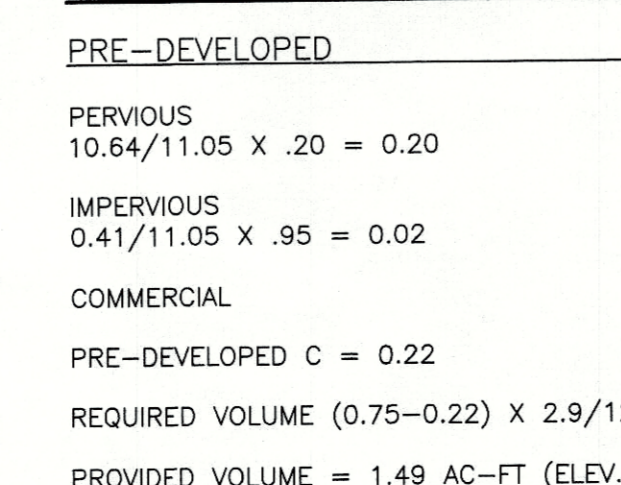 PRE-DEVELOPED
PERVIOUS
10.64/11.05 X .20 = 0.20
IMPERVIOUS
0.41/11.05 X .95 = 0.02
COMMERCIAL
PRE-DEVELOPED C = 0.22
REQUIRED VOLUME (0.75-0.22) X 2.9/1
PROVIDED VOLUME = 1.49 AC-FT (ELEV.